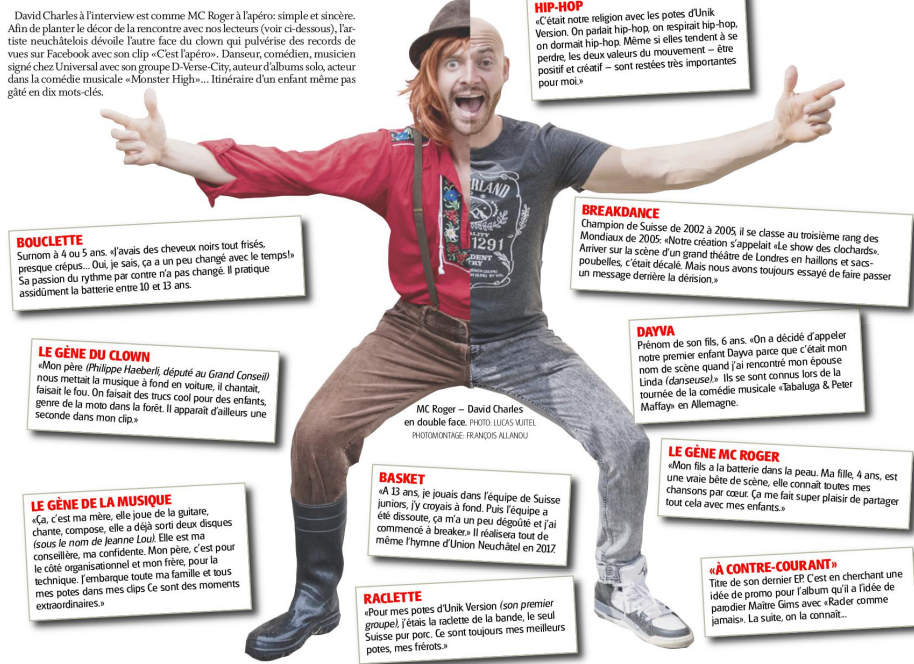 David Charles à l'interview est comme MC Roger à l'apéro: simple et sincère.
Afin de planter le décor de la rencontre avec nos lecteurs (voir ci-dessous), l'ar-
tiste neuchâtelois dévoile l'autre face du clown qui pulvérise des records de
vues sur Facebook avec son clip «C'est l'apéro». Danseur, comédien, musicien
signé chez Universal avec son groupe D-Verse-City, auteur d'albums solo, acteur
dans la comédie musicale «Monster High»... Itinéraire d'un enfant même pas
gâté en dix mots-clés.
HIP-HOP
«C'était notre religion avec les potes d'Unik
Version. On parlait hip-hop, on respirait hip-hop,
on dormait hip-hop. Même si elles tendent à se
perdre, les deux valeurs du mouvement – être
positif et créatif – sont restées très importantes
pour moi.»
BOUCLETTE
Surnom à 4 ou 5 ans. «J'avais des cheveux noirs tout frisés,
presque crépus... Oui, je sais, ça a un peu changé avec le temps!»
Sa passion du rythme par contre n'a pas changé. Il pratique
assidûment la batterie entre 10 et 13 ans.
BREAKDANCE
Champion de Suisse de 2002 à 2005, il se classe au troisième rang des
Mondiaux de 2005: «Notre création s'appelait «Le show des clochards».
Arriver sur la scène d'un grand théâtre de Londres en haillons et sacs-
poubelles, c'était décalé. Mais nous avons toujours essayé de faire passer
un message derrière la dérision.»
LE GÈNE DU CLOWN
«Mon père (Philippe Haeberli, député au Grand Conseil)
nous mettait la musique à fond en voiture, il chantait,
faisait le fou. On faisait des trucs cool pour des enfants,
genre de la moto dans la forêt. Il apparaît d'ailleurs une
seconde dans mon clip.»
DAYVA
Prénom de son fils, 6 ans. «On a décidé d'appeler
notre premier enfant Dayva parce que c'était mon
nom de scène quand j'ai rencontré mon épouse
Linda (danseuse).» Ils se sont connus lors de la
tournée de la comédie musicale «Tabaluga & Peter
Maffay» en Allemagne.
MC Roger – David Charles
en double face. PHOTO: LUCAS VUITEL
PHOTOMONTAGE: FRANÇOIS ALLANOU
LE GÈNE DE LA MUSIQUE
«Ça, c'est ma mère, elle joue de la guitare,
chante, compose, elle a déjà sorti deux disques
(sous le nom de Jeanne Lou). Elle est ma
conseillère, ma confidente. Mon père, c'est pour
le côté organisationnel et mon frère, pour la
technique. J'embarque toute ma famille et tous
mes potes dans mes clips Ce sont des moments
extraordinaires.»
BASKET
«A 13 ans, je jouais dans l'équipe de Suisse
juniors, j'y croyais à fond. Puis l'équipe a
été dissoute, ça m'a un peu dégoûté et j'ai
commencé à breaker.» Il réalisera tout de
même l'hymne d'Union Neuchâtel en 2017.
LE GÈNE MC ROGER
«Mon fils a la batterie dans la peau. Ma fille, 4 ans, est
une vraie bête de scène, elle connaît toutes mes
chansons par cœur. Ça me fait super plaisir de partager
tout cela avec mes enfants.»
RACLETTE
«Pour mes potes d'Unik Version (son premier
groupe), j'étais la raclette de la bande, le seul
Suisse pur porc. Ce sont toujours mes meilleurs
potes, mes frérots.»
«À CONTRE-COURANT»
Titre de son dernier EP. C'est en cherchant une
idée de promo pour l'album qu'il a l'idée de
parodier Maître Gims avec «Rader comme
jamais». La suite, on la connaît...
1291